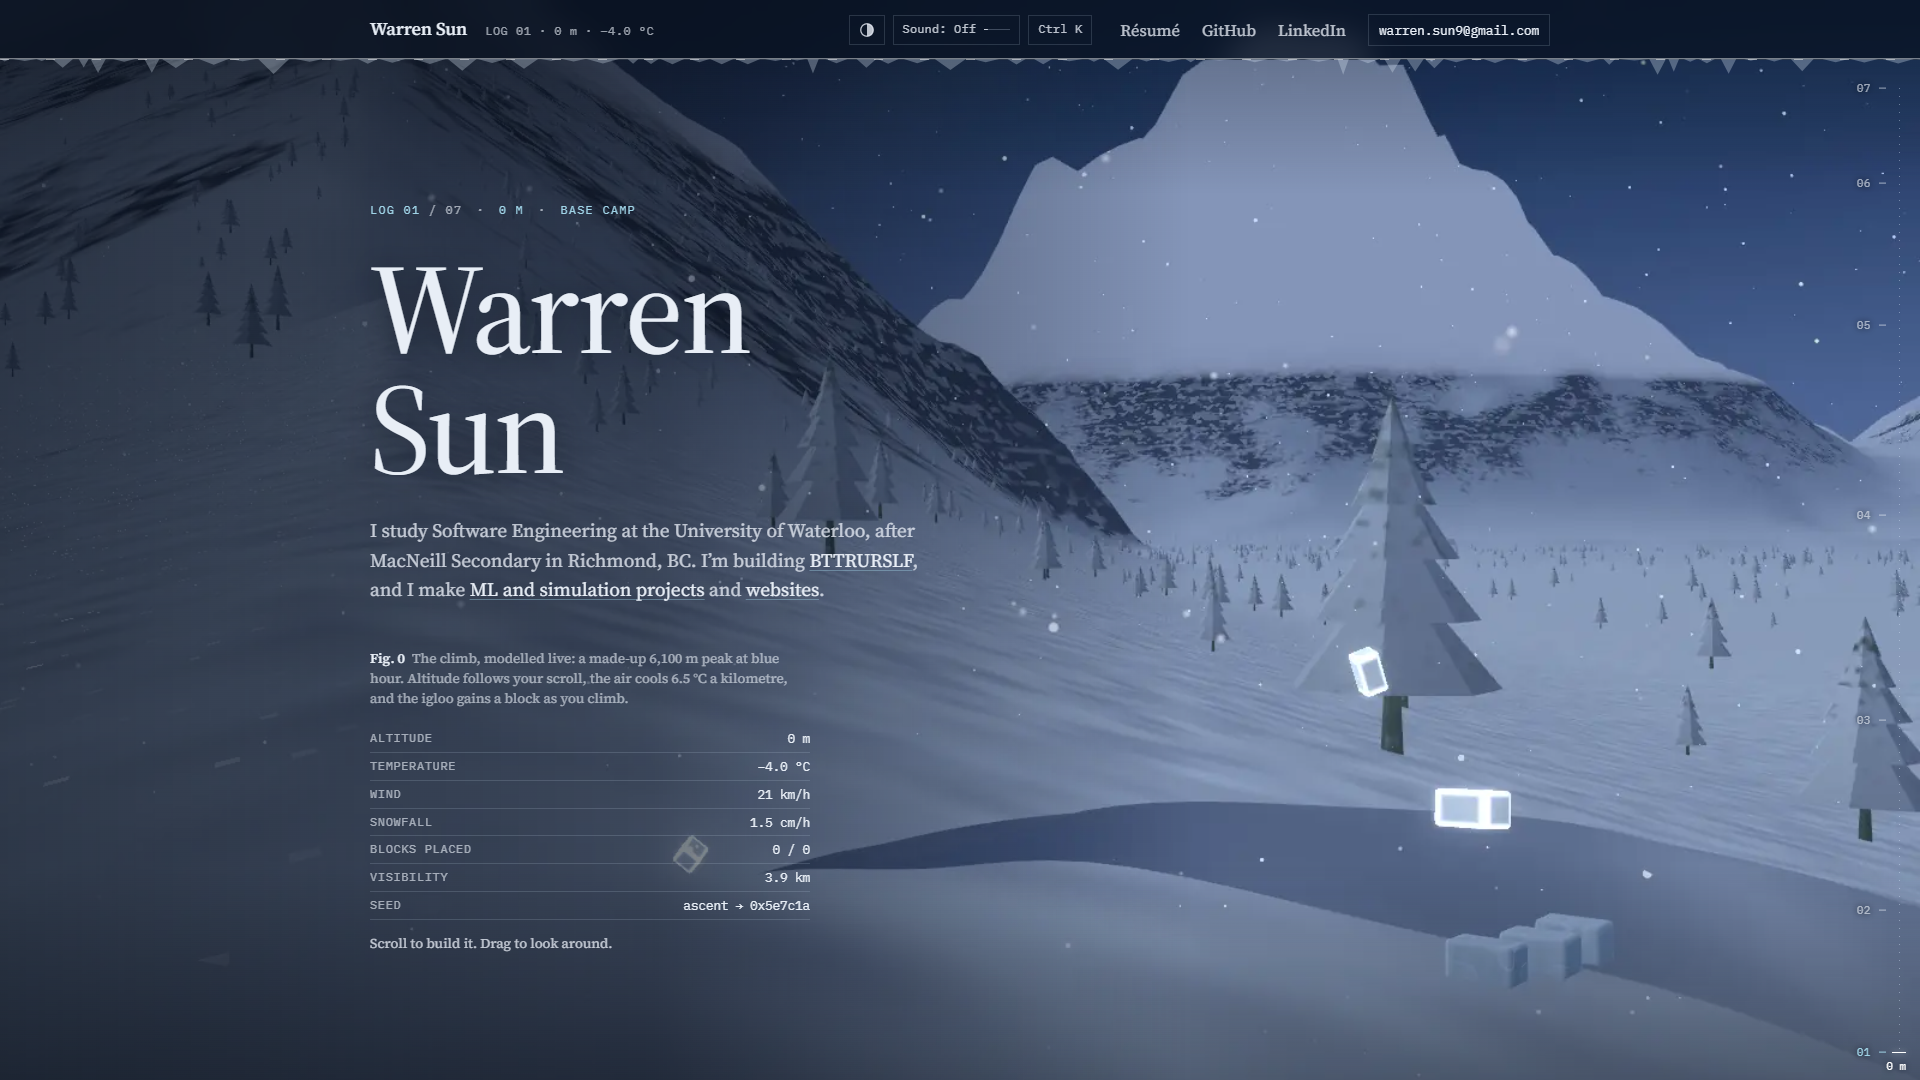 Warren Sun LOG 01 · 0 m · −4.0 °C Sound: Off Ctrl K Résumé GitHub LinkedIn warren.sun9@gmail.com
07
06
05
04
03
02
01
0 m
LOG 01 / 07 · 0 M · BASE CAMP
Warren
Sun
I study Software Engineering at the University of Waterloo, after
MacNeill Secondary in Richmond, BC. I’m building BTTRURSLF,
and I make ML and simulation projects and websites.
Fig. 0 The climb, modelled live: a made-up 6,100 m peak at blue
hour. Altitude follows your scroll, the air cools 6.5 °C a kilometre,
and the igloo gains a block as you climb.
ALTITUDE 0 m
TEMPERATURE −4.0 °C
WIND 21 km/h
SNOWFALL 1.5 cm/h
BLOCKS PLACED 0 / 0
VISIBILITY 3.9 km
SEED ascent → 0x5e7c1a
Scroll to build it. Drag to look around.